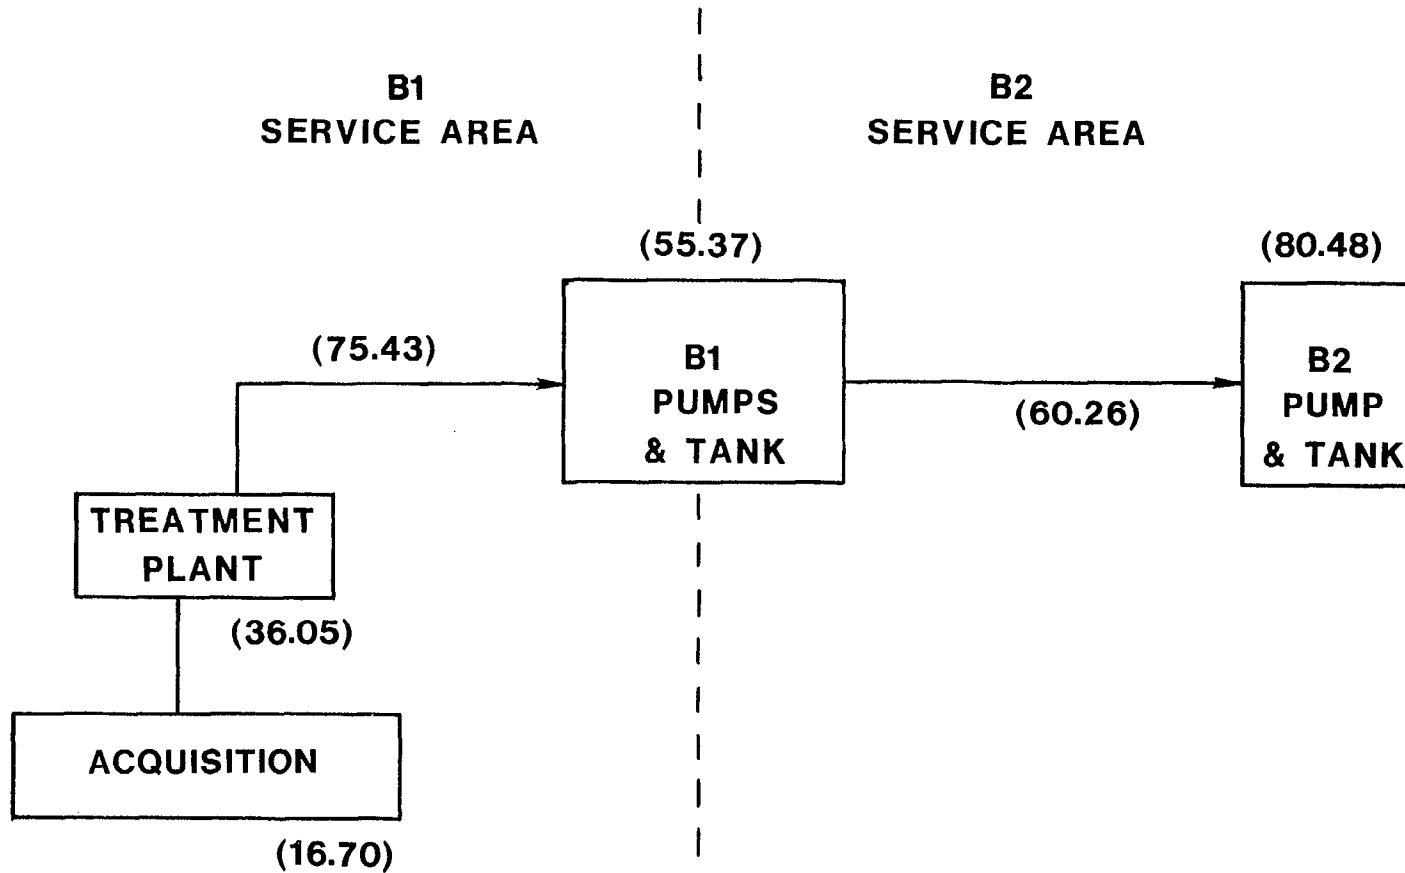 B1
SERVICE AREA
B2
SERVICE AREA
(55.37)
(80.48)
(75.43)
B1
PUMPS
& TANK
(60.26)
B2
PUMP
& TANK
TREATMENT
PLANT
(36.05)
ACQUISITION
(16.70)